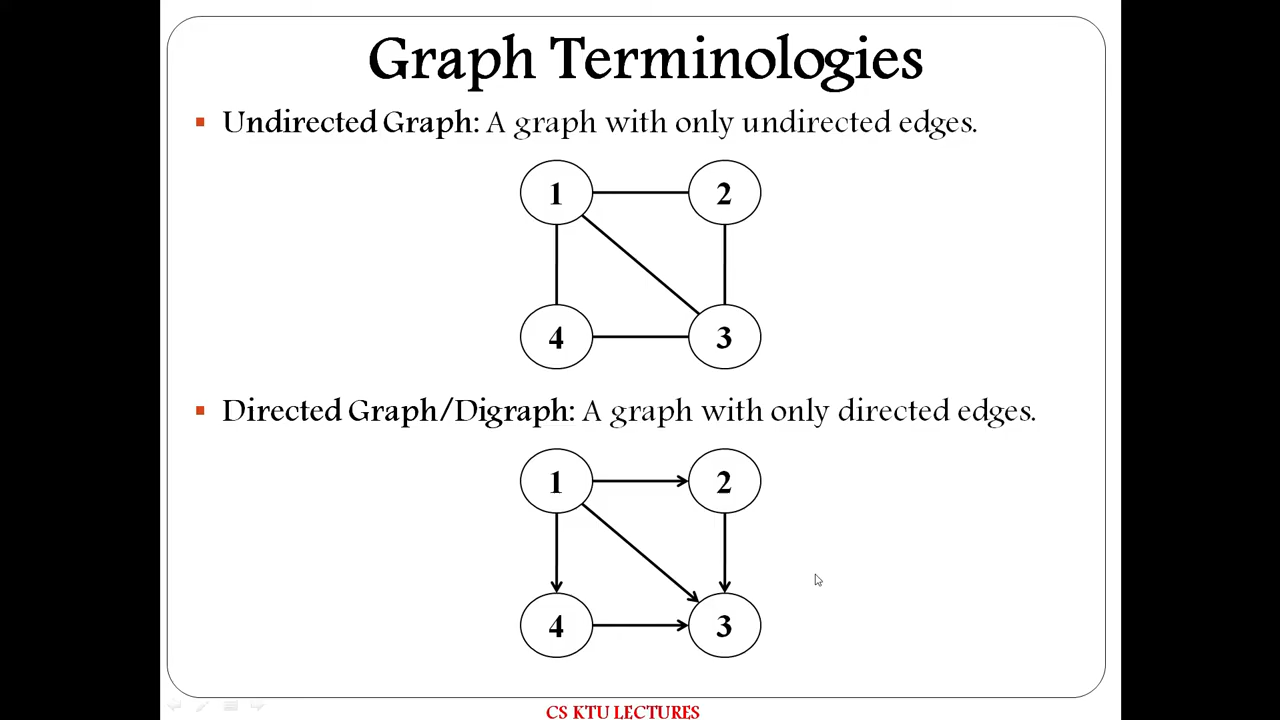 Graph Terminologies
▪ Undirected Graph: A graph with only undirected edges.
1 2
4 3
▪ Directed Graph/Digraph: A graph with only directed edges.
1 2
4 3
CS KTU LECTURES